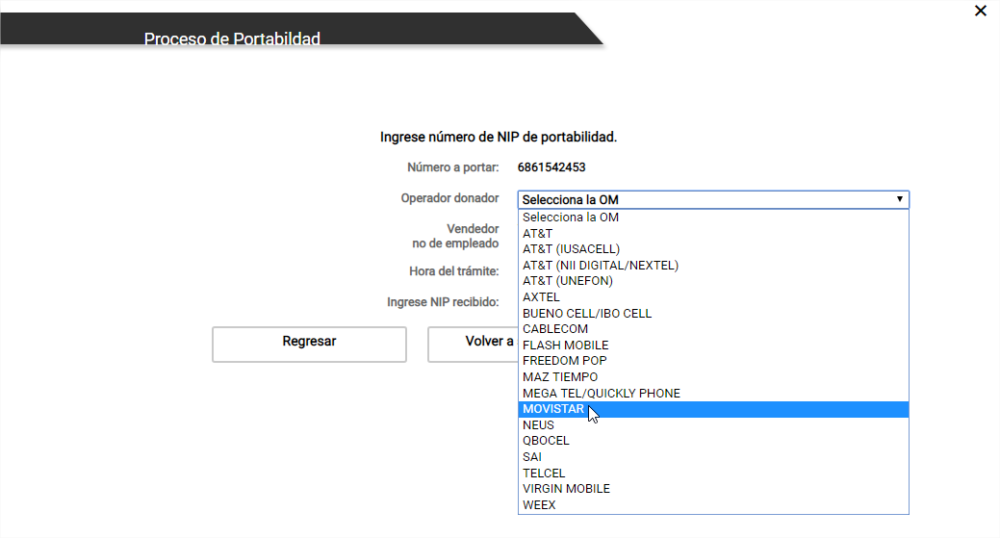 Proceso de Portabildad
Ingrese número de NIP de portabilidad.
Número a portar: 6861542453
Operador donador Selecciona la OM
Selecciona la OM
AT&T
AT&T (IUSACELL)
AT&T (NII DIGITAL/NEXTEL)
AT&T (UNEFON)
AXTEL
BUENO CELL/IBO CELL
CABLECOM
FLASH MOBILE
FREEDOM POP
MAZ TIEMPO
MEGA TEL/QUICKLY PHONE
MOVISTAR
NEUS
QBOCEL
SAI
TELCEL
VIRGIN MOBILE
WEEX
Vendedor
no de empleado
Hora del trámite:
Ingrese NIP recibido:
Regresar
Volver a